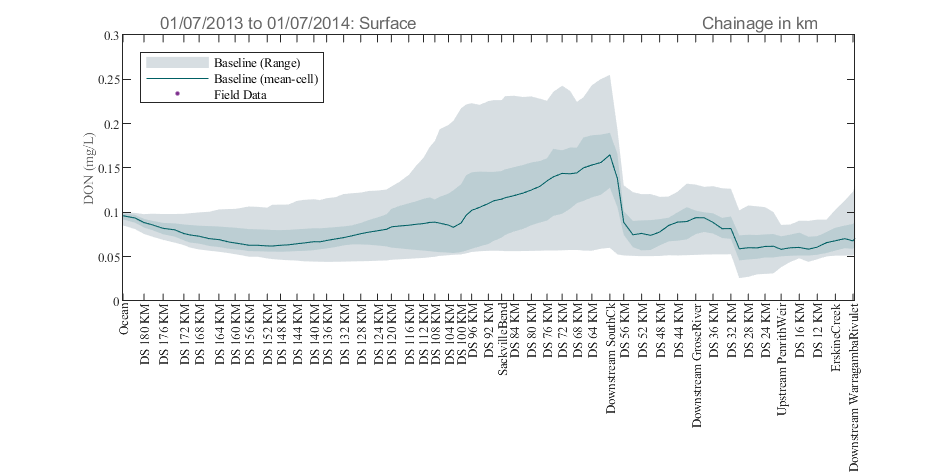 01/07/2013 to 01/07/2014: Surface
Chainage in km
DON (mg/L)
0.3
0.25
0.2
0.15
0.1
0.05
0
Baseline (Range)
Baseline (mean-cell)
Field Data
Ocean
DS 180 KM
DS 176 KM
DS 172 KM
DS 168 KM
DS 164 KM
DS 160 KM
DS 156 KM
DS 152 KM
DS 148 KM
DS 144 KM
DS 140 KM
DS 136 KM
DS 132 KM
DS 128 KM
DS 124 KM
DS 120 KM
DS 116 KM
DS 112 KM
DS 108 KM
DS 104 KM
DS 100 KM
DS 96 KM
DS 92 KM
SackvilleBend
DS 84 KM
DS 80 KM
DS 76 KM
DS 72 KM
DS 68 KM
DS 64 KM
Downstream SouthCk
DS 56 KM
DS 52 KM
DS 48 KM
DS 44 KM
Downstream GroseRiver
DS 36 KM
DS 32 KM
DS 28 KM
DS 24 KM
Upstream PenrithWeir
DS 16 KM
DS 12 KM
ErskineCreek
Downstream WarragambaRivulet